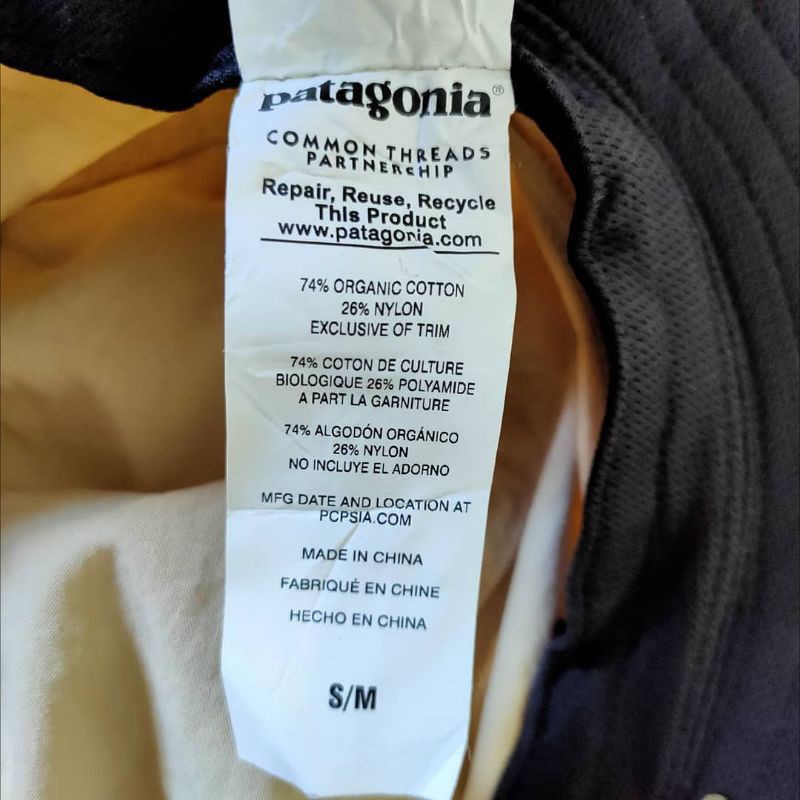 patagonia®
COMMON THREADS
PARTNERSHIP
Repair, Reuse, Recycle
This Product
www.patagonia.com
74% ORGANIC COTTON
26% NYLON
EXCLUSIVE OF TRIM
74% COTON DE CULTURE
BIOLOGIQUE 26% POLYAMIDE
A PART LA GARNITURE
74% ALGODÓN ORGÁNICO
26% NYLON
NO INCLUYE EL ADORNO
MFG DATE AND LOCATION AT
PCPSIA.COM
MADE IN CHINA
FABRIQUÉ EN CHINE
HECHO EN CHINA
S/M